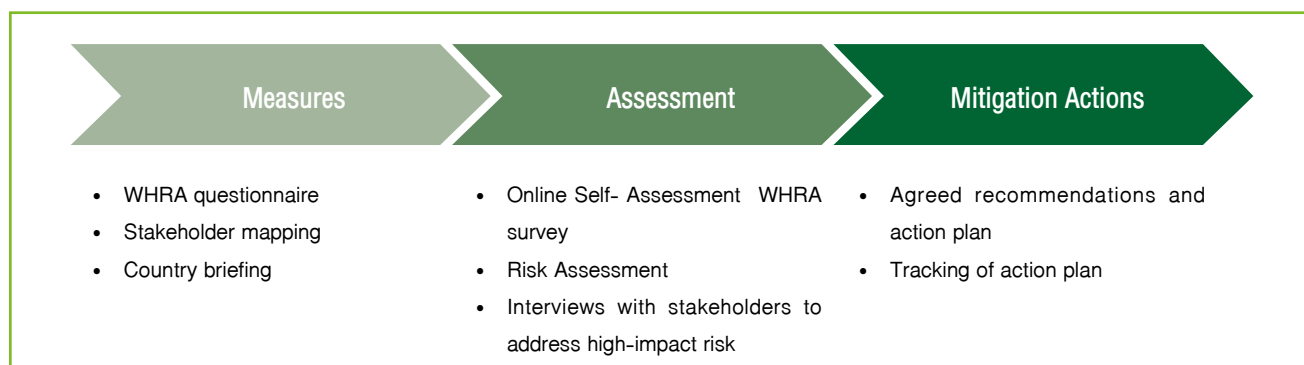 Measures
Assessment
Mitigation Actions
• WHRA questionnaire
• Stakeholder mapping
• Country briefing
• Online Self- Assessment WHRA
survey
• Risk Assessment
• Interviews with stakeholders to
address high-impact risk
• Agreed recommendations and
action plan
• Tracking of action plan